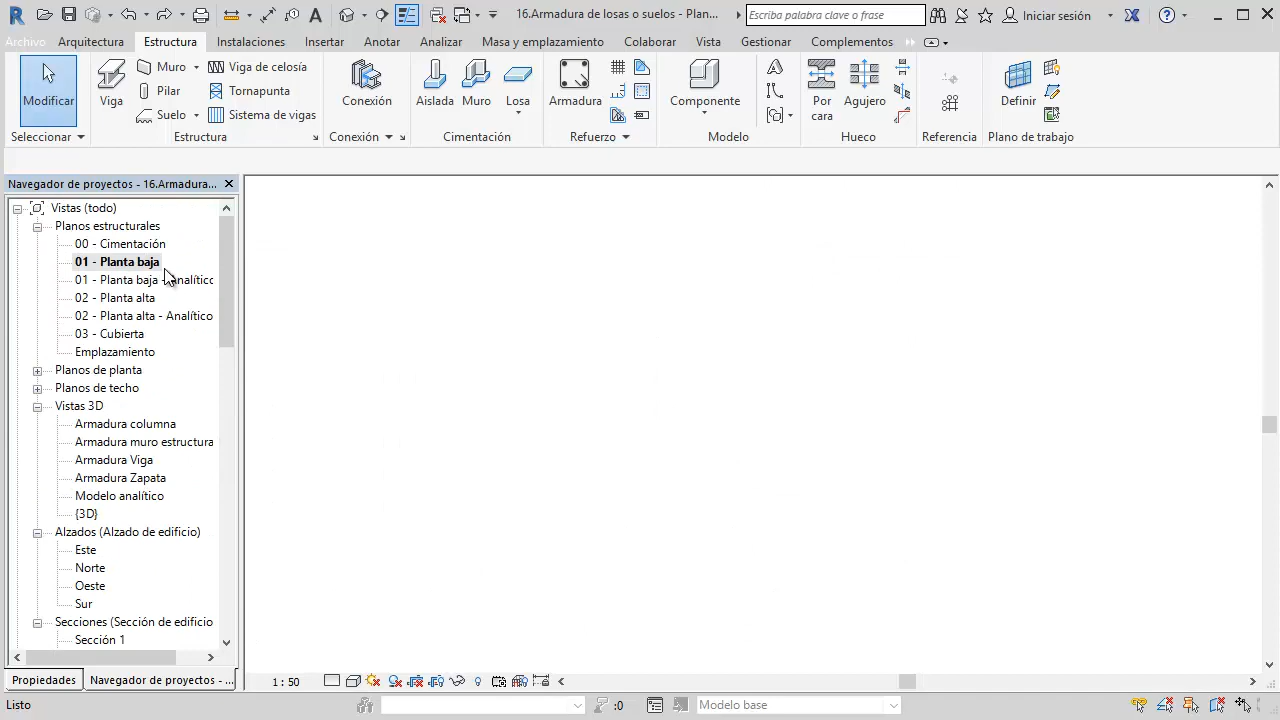 16.Armadura de losas o suelos - Plan...
Escriba palabra clave o frase
Iniciar sesión
Archivo
Arquitectura
Estructura
Instalaciones
Insertar
Anotar
Analizar
Masa y emplazamiento
Colaborar
Vista
Gestionar
Complementos
Modificar
Viga
Muro
Pilar
Suelo
Viga de celosía
Tornapunta
Sistema de vigas
Conexión
Aislada
Muro
Losa
Armadura
Componente
Por
cara
Agujero
Definir
Seleccionar
Estructura
Conexión
Cimentación
Refuerzo
Modelo
Hueco
Referencia
Plano de trabajo
Navegador de proyectos - 16.Armadura...
Vistas (todo)
Planos estructurales
00 - Cimentación
01 - Planta baja
01 - Planta baja - Analítico
02 - Planta alta
02 - Planta alta - Analítico
03 - Cubierta
Emplazamiento
Planos de planta
Planos de techo
Vistas 3D
Armadura columna
Armadura muro estructura
Armadura Viga
Armadura Zapata
Modelo analítico
{3D}
Alzados (Alzado de edificio)
Este
Norte
Oeste
Sur
Secciones (Sección de edificio
Sección 1
Propiedades
Navegador de proyectos - ...
1 : 50
Listo
:0
Modelo base